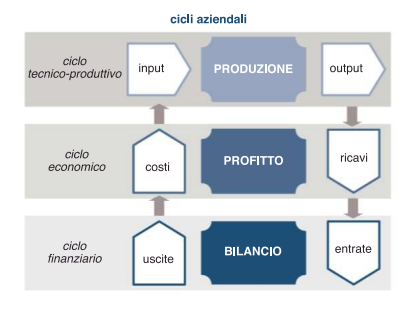 cicli aziendali
ciclo
tecnico-produttivo
input
PRODUZIONE
output
ciclo
economico
costi
PROFITTO
ricavi
ciclo
finanziario
uscite
BILANCIO
entrate